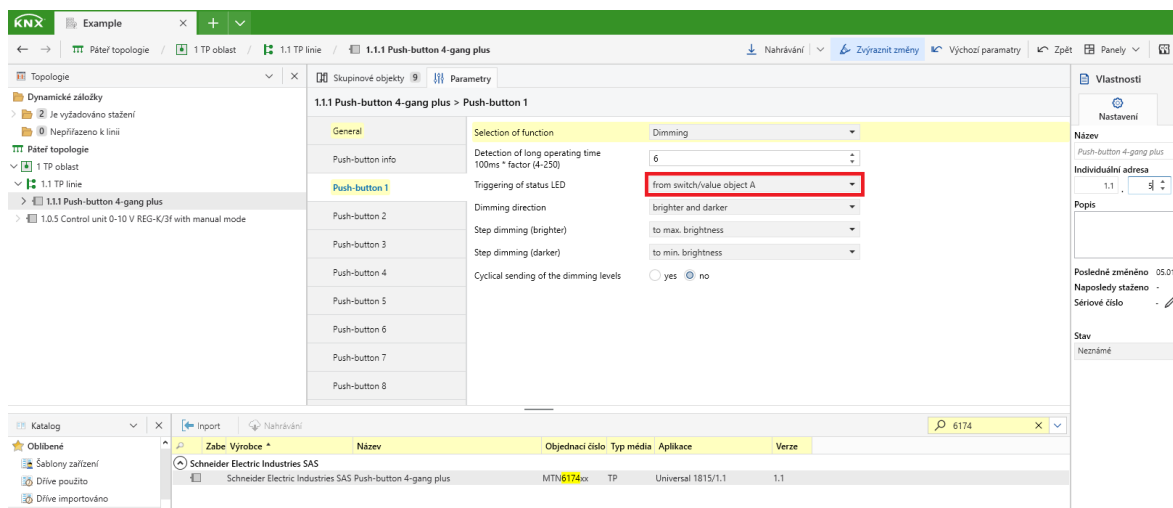 KNX Example
Páteř topologie / 1 TP oblast / 1.1 TP linie / 1.1.1 Push-button 4-gang plus
Nahrávání Zvýraznit změny Výchozí paramatry Zpět Panely
Topologie
Dynamické záložky
2 Je vyžadováno stažení
0 Nepřiřazeno k linii
Páteř topologie
1 TP oblast
1.1 TP linie
1.1.1 Push-button 4-gang plus
1.0.5 Control unit 0-10 V REG-K/3f with manual mode
Skupinové objekty 9 Parametry
1.1.1 Push-button 4-gang plus > Push-button 1
General
Push-button info
Push-button 1
Push-button 2
Push-button 3
Push-button 4
Push-button 5
Push-button 6
Push-button 7
Push-button 8
Selection of function Dimming
Detection of long operating time
100ms * factor (4-250) 6
Triggering of status LED from switch/value object A
Dimming direction brighter and darker
Step dimming (brighter) to max. brightness
Step dimming (darker) to min. brightness
Cyclical sending of the dimming levels yes no
Vlastnosti
Nastavení
Název
Push-button 4-gang plus
Individuální adresa
1.1 . 5
Popis
Posledné změněno 05.01
Naposledy staženo -
Sériové číslo -
Stav
Neznámé
Katalog
Inport Nahrávání
6174
Oblíbené
Šablony zařízení
Dříve použito
Dříve importováno
Zabe Výrobce Název Objednací číslo Typ média Aplikace Verze
Schneider Electric Industries SAS
Schneider Electric Industries SAS Push-button 4-gang plus MTN6174xx TP Universal 1815/1.1 1.1